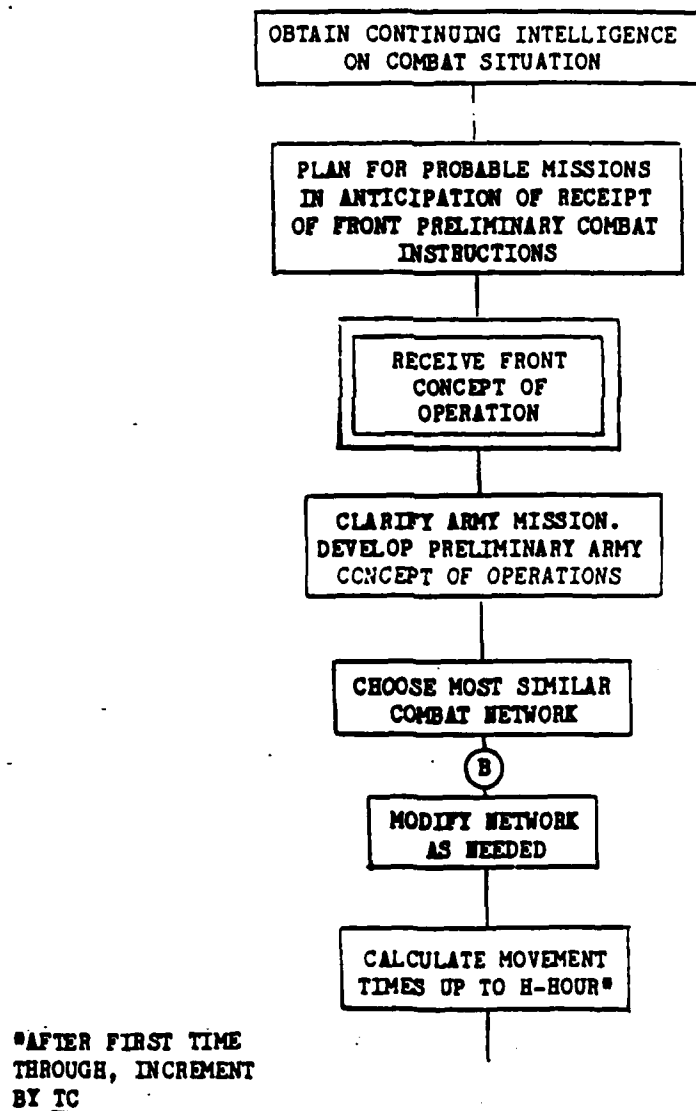 OBTAIN CONTINUING INTELLIGENCE
ON COMBAT SITUATION
PLAN FOR PROBABLE MISSIONS
IN ANTICIPATION OF RECEIPT
OF FRONT PRELIMINARY COMBAT
INSTRUCTIONS
RECEIVE FRONT
CONCEPT OF
OPERATION
CLARIFY ARMY MISSION.
DEVELOP PRELIMINARY ARMY
CONCEPT OF OPERATIONS
CHOOSE MOST SIMILAR
COMBAT NETWORK
B
MODIFY NETWORK
AS NEEDED
CALCULATE MOVEMENT
TIMES UP TO H-HOUR*
*AFTER FIRST TIME
THROUGH, INCREMENT
BY TC